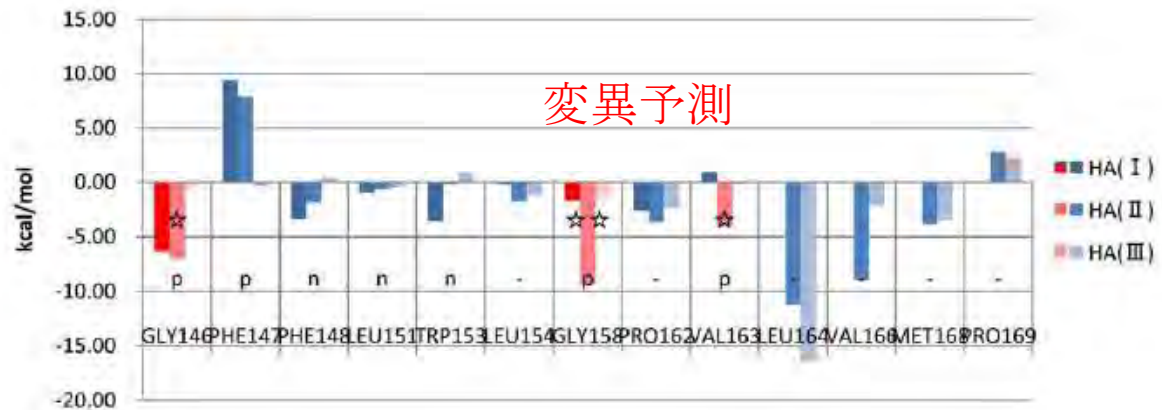 15.00
10.00
変異予測
5.00
HA(Ⅰ)
0.00
HA(Ⅱ)
kcal/mol
☆ ☆ ☆ ☆
-5.00
HA(Ⅲ)
p p n n n - p - p - - - -
-10.00
GLY146 PHE147 PHE148 LEU151 TRP153 LEU154 GLY158 PRO162 VAL163 LEU164 VAL166 MET168 PRO169
-15.00
-20.00